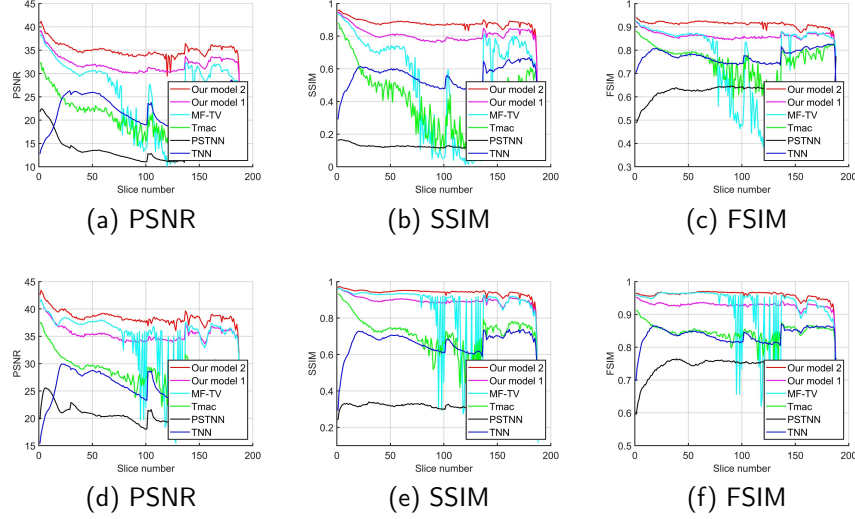 45
40
35
30
25
20
15
10
PSNR
0
50
100
150
200
Slice number
Our model 2
Our model 1
MF-TV
Tmac
PSTNN
TNN
(a) PSNR
1
0.8
0.6
0.4
0.2
0
SSIM
0
50
100
150
200
Slice number
Our model 2
Our model 1
MF-TV
Tmac
PSTNN
TNN
(b) SSIM
1
0.9
0.8
0.7
0.6
0.5
0.4
0.3
FSIM
0
50
100
150
200
Slice number
Our model 2
Our model 1
MF-TV
Tmac
PSTNN
TNN
(c) FSIM
45
40
35
30
25
20
15
PSNR
0
50
100
150
200
Slice number
Our model 2
Our model 1
MF-TV
Tmac
PSTNN
TNN
(d) PSNR
1
0.8
0.6
0.4
0.2
SSIM
0
50
100
150
200
Slice number
Our model 2
Our model 1
MF-TV
Tmac
PSTNN
TNN
(e) SSIM
1
0.9
0.8
0.7
0.6
0.5
FSIM
0
50
100
150
200
Slice number
Our model 2
Our model 1
MF-TV
Tmac
PSTNN
TNN
(f) FSIM